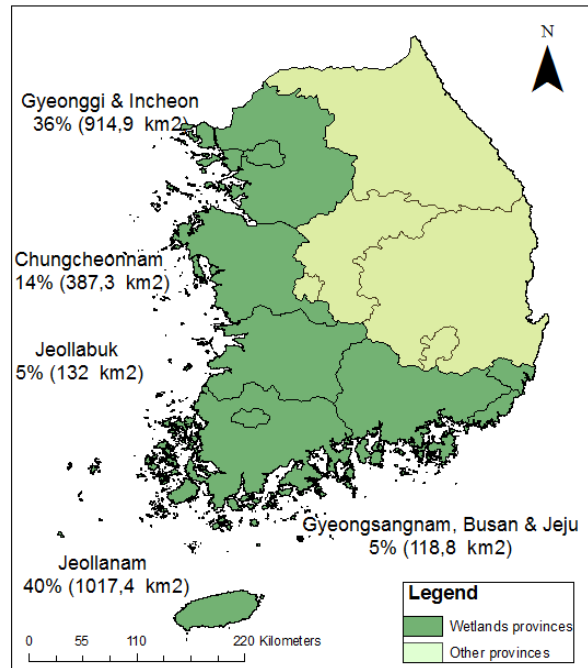 N
Gyeonggi & Incheon
36% (914,9 km2)
Chungcheonnam
14% (387,3 km2)
Jeollabuk
5% (132 km2)
Gyeongsangnam, Busan & Jeju
5% (118,8 km2)
Jeollanam
40% (1017,4 km2)
Legend
Wetlands provinces
Other provinces
0 55 110 220 Kilometers